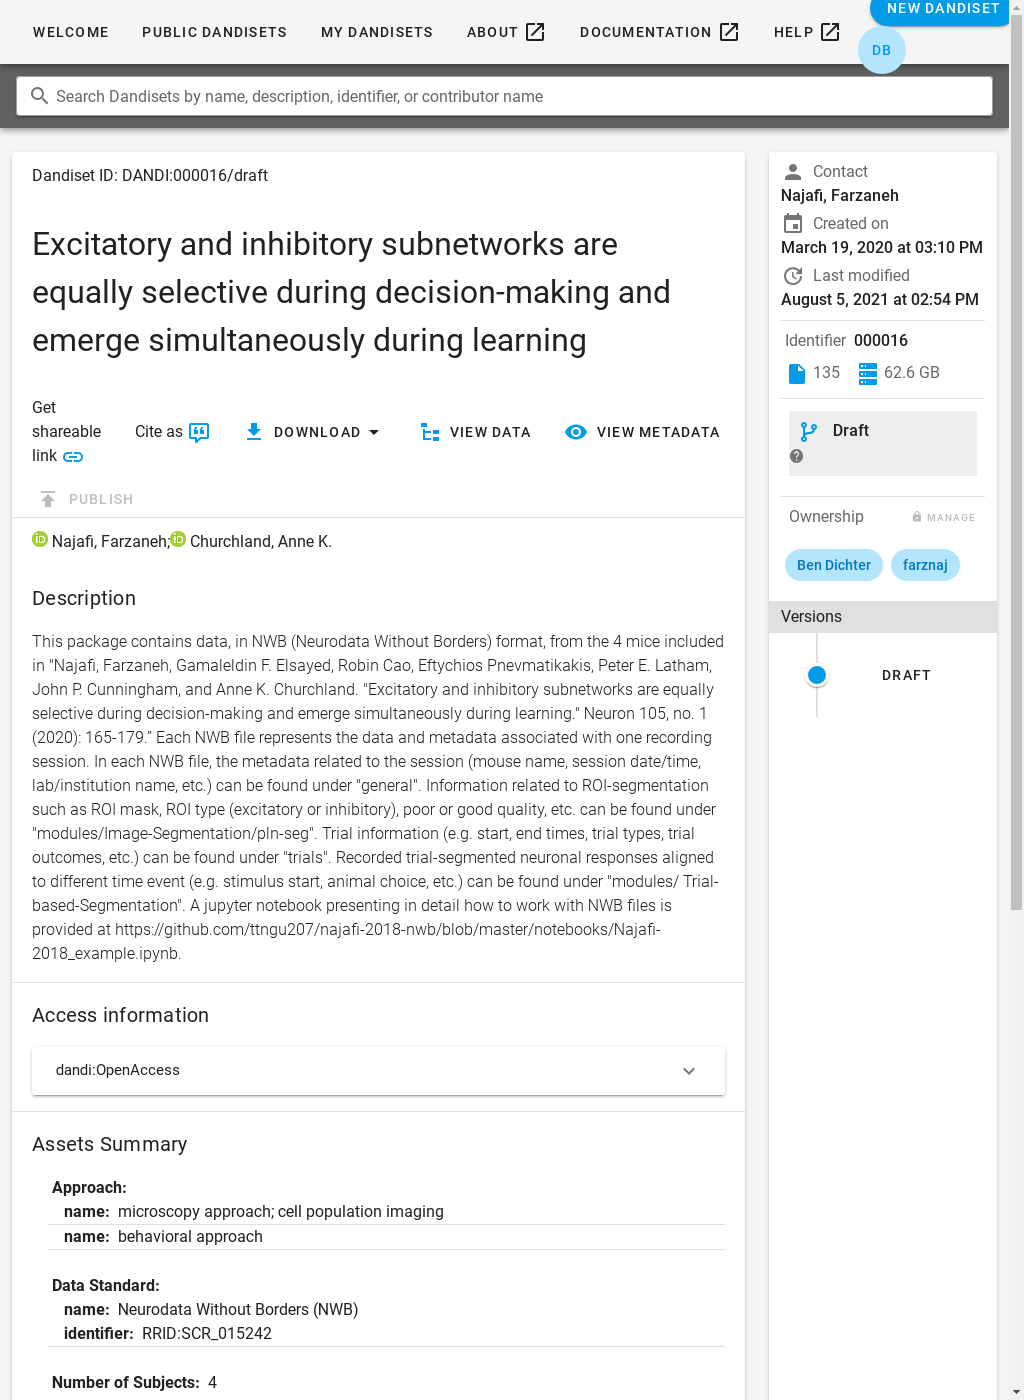 WELCOME
PUBLIC DANDISETS
MY DANDISETS
ABOUT
DOCUMENTATION
HELP
NEW DANDISET
DB
Search Dandisets by name, description, identifier, or contributor name
Dandiset ID: DANDI:000016/draft
Excitatory and inhibitory subnetworks are
equally selective during decision-making and
emerge simultaneously during learning
Get
shareable
link
Cite as
DOWNLOAD
VIEW DATA
VIEW METADATA
PUBLISH
Najafi, Farzaneh; Churchland, Anne K.
Description
This package contains data, in NWB (Neurodata Without Borders) format, from the 4 mice included
in "Najafi, Farzaneh, Gamaleldin F. Elsayed, Robin Cao, Eftychios Pnevmatikakis, Peter E. Latham,
John P. Cunningham, and Anne K. Churchland. "Excitatory and inhibitory subnetworks are equally
selective during decision-making and emerge simultaneously during learning." Neuron 105, no. 1
(2020): 165-179.” Each NWB file represents the data and metadata associated with one recording
session. In each NWB file, the metadata related to the session (mouse name, session date/time,
lab/institution name, etc.) can be found under "general". Information related to ROI-segmentation
such as ROI mask, ROI type (excitatory or inhibitory), poor or good quality, etc. can be found under
"modules/Image-Segmentation/pln-seg". Trial information (e.g. start, end times, trial types, trial
outcomes, etc.) can be found under "trials". Recorded trial-segmented neuronal responses aligned
to different time event (e.g. stimulus start, animal choice, etc.) can be found under "modules/ Trial-
based-Segmentation". A jupyter notebook presenting in detail how to work with NWB files is
provided at https://github.com/ttngu207/najafi-2018-nwb/blob/master/notebooks/Najafi-
2018_example.ipynb.
Access information
dandi:OpenAccess
Assets Summary
Approach:
name: microscopy approach; cell population imaging
name: behavioral approach
Data Standard:
name: Neurodata Without Borders (NWB)
identifier: RRID:SCR_015242
Number of Subjects: 4
Contact
Najafi, Farzaneh
Created on
March 19, 2020 at 03:10 PM
Last modified
August 5, 2021 at 02:54 PM
Identifier 000016
135
62.6 GB
Draft
Ownership
MANAGE
Ben Dichter
farznaj
Versions
DRAFT